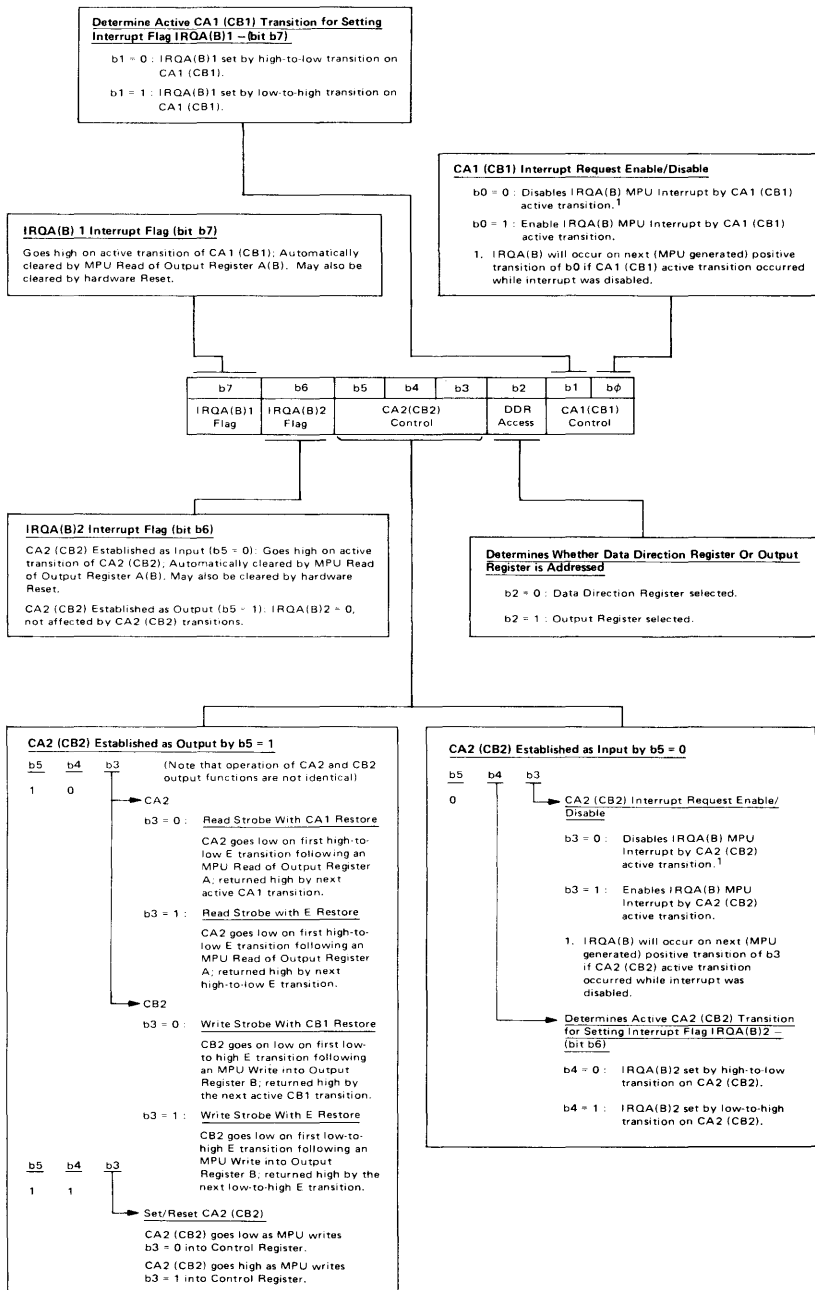 Determine Active CA1 (CB1) Transition for Setting
Interrupt Flag IRQA(B)1 – (bit b7)
b1 = 0 : IRQA(B)1 set by high-to-low transition on
CA1 (CB1).
b1 = 1 : IRQA(B)1 set by low-to-high transition on
CA1 (CB1).
CA1 (CB1) Interrupt Request Enable/Disable
b0 = 0 : Disables IRQA(B) MPU Interrupt by CA1 (CB1)
active transition.1
b0 = 1 : Enable IRQA(B) MPU Interrupt by CA1 (CB1)
active transition.
1. IRQA(B) will occur on next (MPU generated) positive
transition of b0 if CA1 (CB1) active transition occurred
while interrupt was disabled.
IRQA(B) 1 Interrupt Flag (bit b7)
Goes high on active transition of CA1 (CB1); Automatically
cleared by MPU Read of Output Register A(B). May also be
cleared by hardware Reset.
b7 b6 b5 b4 b3 b2 b1 bϕ
IRQA(B)1 IRQA(B)2 CA2(CB2) DDR CA1(CB1)
Flag Flag Control Access Control
IRQA(B)2 Interrupt Flag (bit b6)
CA2 (CB2) Established as Input (b5 = 0): Goes high on active
transition of CA2 (CB2); Automatically cleared by MPU Read
of Output Register A(B). May also be cleared by hardware
Reset.
CA2 (CB2) Established as Output (b5 = 1): IRQA(B)2 = 0,
not affected by CA2 (CB2) transitions.
Determines Whether Data Direction Register Or Output
Register is Addressed
b2 = 0 : Data Direction Register selected.
b2 = 1 : Output Register selected.
CA2 (CB2) Established as Output by b5 = 1
b5 b4 b3 (Note that operation of CA2 and CB2
output functions are not identical)
1 0
CA2
b3 = 0 : Read Strobe With CA1 Restore
CA2 goes low on first high-to-
low E transition following an
MPU Read of Output Register
A; returned high by next
active CA1 transition.
b3 = 1 : Read Strobe with E Restore
CA2 goes low on first high-to-
low E transition following an
MPU Read of Output Register
A; returned high by next
high-to-low E transition.
CB2
b3 = 0 : Write Strobe With CB1 Restore
CB2 goes on low on first low-
to high E transition following
an MPU Write into Output
Register B; returned high by
the next active CB1 transition.
b3 = 1 : Write Strobe With E Restore
CB2 goes low on first low-to-
high E transition following an
MPU Write into Output
Register B; returned high by the
next low-to-high E transition.
b5 b4 b3
1 1
Set/Reset CA2 (CB2)
CA2 (CB2) goes low as MPU writes
b3 = 0 into Control Register.
CA2 (CB2) goes high as MPU writes
b3 = 1 into Control Register.
CA2 (CB2) Established as Input by b5 = 0
b5 b4 b3
0
CA2 (CB2) Interrupt Request Enable/
Disable
b3 = 0 : Disables IRQA(B) MPU
Interrupt by CA2 (CB2)
active transition.1
b3 = 1 : Enables IRQA(B) MPU
Interrupt by CA2 (CB2)
active transition.
1. IRQA(B) will occur on next (MPU
generated) positive transition of b3
if CA2 (CB2) active transition
occurred while interrupt was
disabled.
Determines Active CA2 (CB2) Transition
for Setting Interrupt Flag IRQA(B)2 –
(bit b6)
b4 = 0 : IRQA(B)2 set by high-to-low
transition on CA2 (CB2).
b4 = 1 : IRQA(B)2 set by low-to-high
transition on CA2 (CB2).